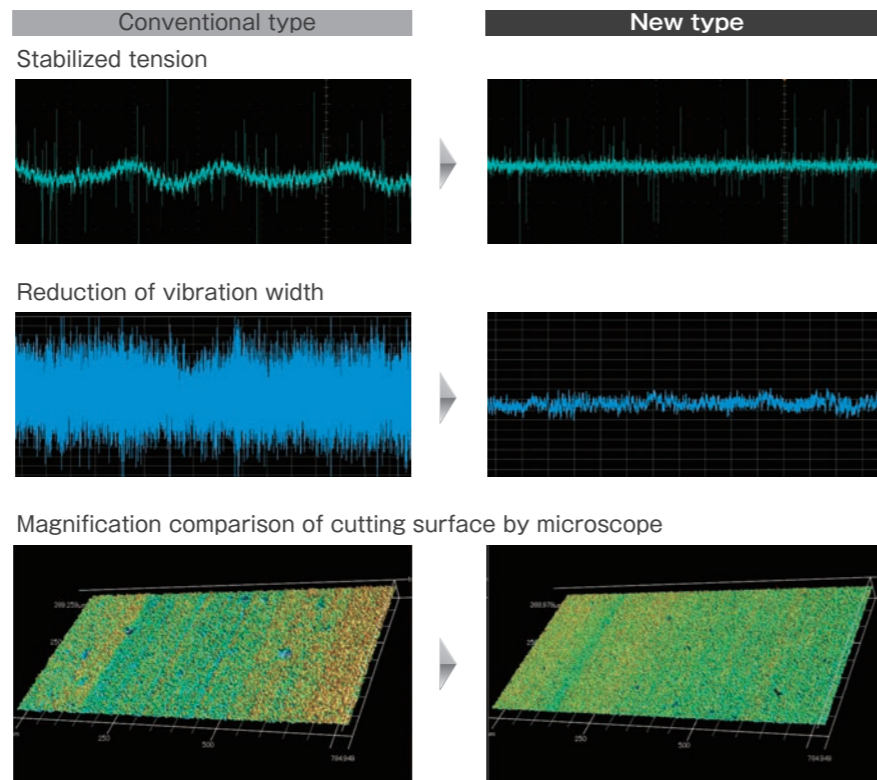 Conventional type
New type
Stabilized tension
Reduction of vibration width
Magnification comparison of cutting surface by microscope
250
500
250
500